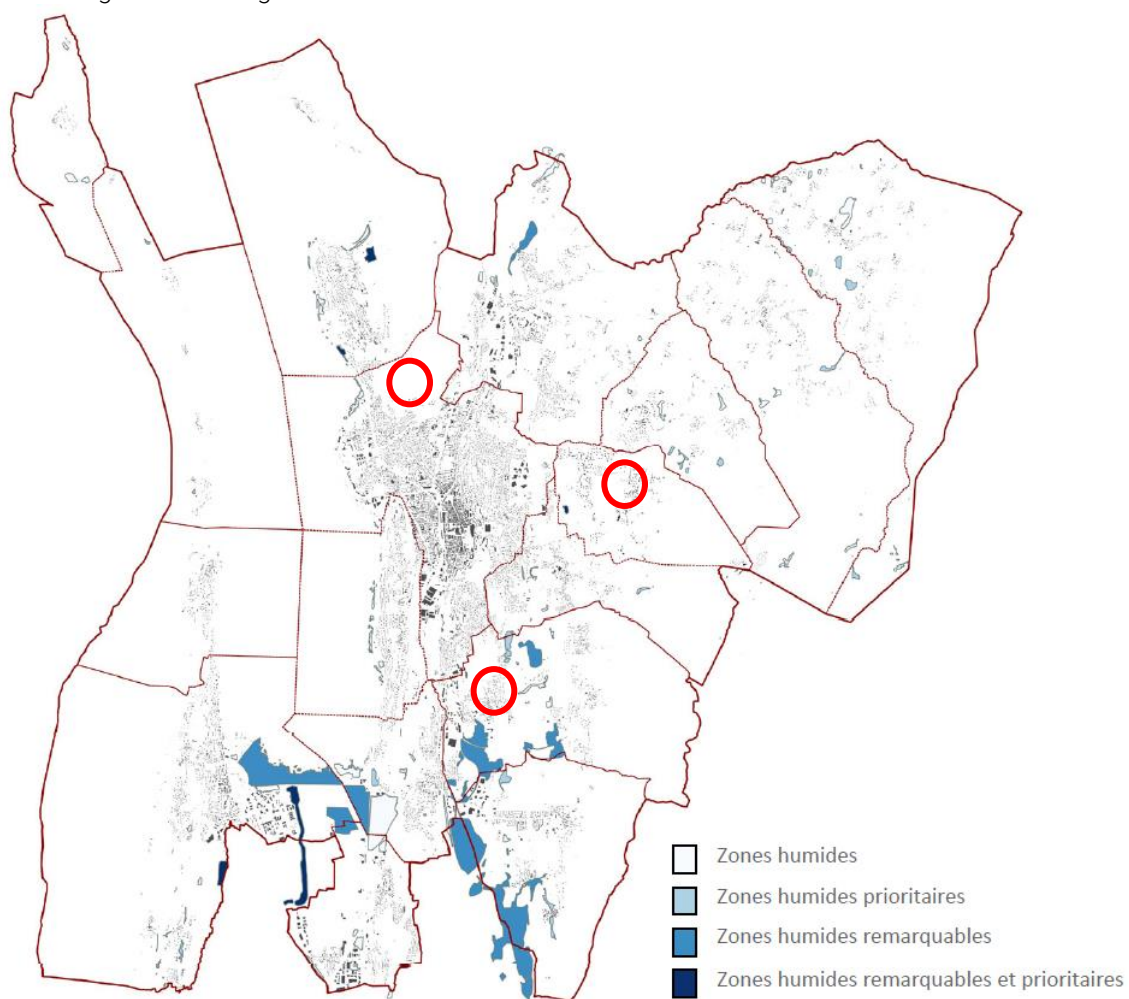 Zones humides
Zones humides prioritaires
Zones humides remarquables
Zones humides remarquables et prioritaires